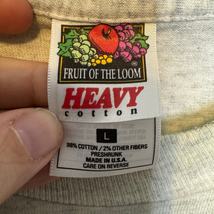 FRUIT OF THE LOOM
HEAVY
cotton
L
98% COTTON / 2% OTHER FIBERS
PRESHRUNK
MADE IN U.S.A.
CARE ON REVERSE